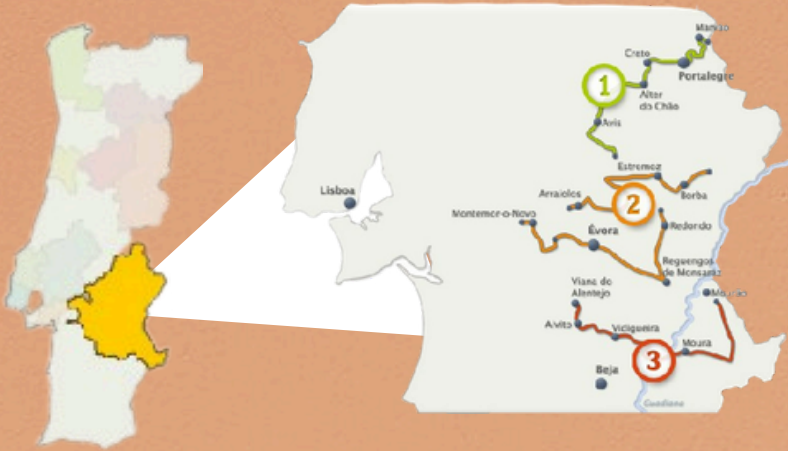 Marvão
Crato
Portalegre
1
Alter
do Chão
Avis
Estremoz
Lisboa
Arraiolos
2
Borba
Montemor-o-Novo
Évora
Redondo
Reguengos
de Monsaraz
Viana do
Alentejo
Mourão
Alvito
Vidigueira
Moura
3
Beja
Guadiana